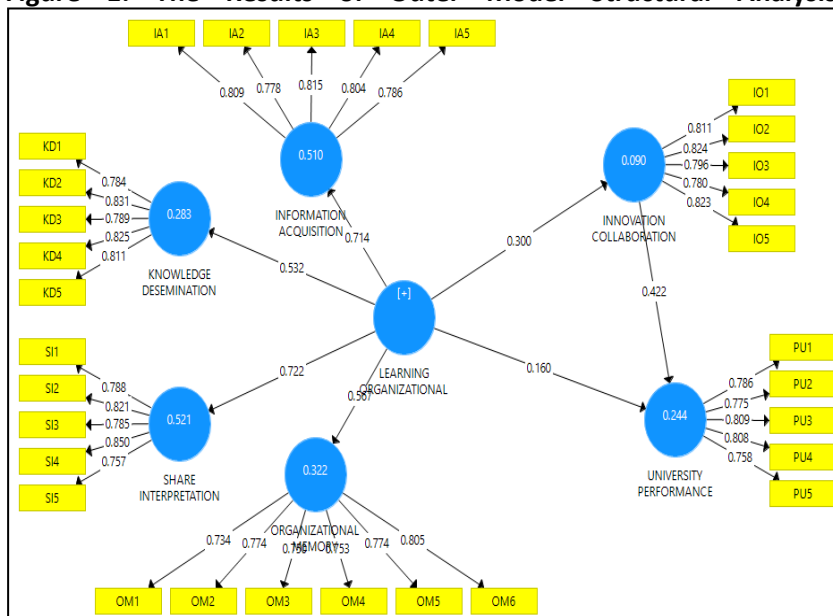 Figure 2. The Results of Outer Model Structural Analysis
IA1 IA2 IA3 IA4 IA5
0.809 0.778 0.815 0.804 0.786
0.510
INFORMATION
ACQUISITION
IO1
IO2
IO3
IO4
IO5
0.811
0.824
0.796
0.780
0.823
0.090
INNOVATION
COLLABORATION
KD1
KD2
KD3
KD4
KD5
0.784
0.831
0.789
0.825
0.811
0.283
KNOWLEDGE
DESEMINATION
0.714
0.532
0.300
0.422
[+]
LEARNING
ORGANIZATIONAL
0.722
0.567
0.160
SI1
SI2
SI3
SI4
SI5
0.788
0.821
0.785
0.850
0.757
0.521
SHARE
INTERPRETATION
PU1
PU2
PU3
PU4
PU5
0.786
0.775
0.809
0.808
0.758
0.244
UNIVERSITY
PERFORMANCE
0.322
ORGANIZATIONAL
MEMORY
0.734 0.774 0.753 0.774 0.805
OM1 OM2 OM3 OM4 OM5 OM6